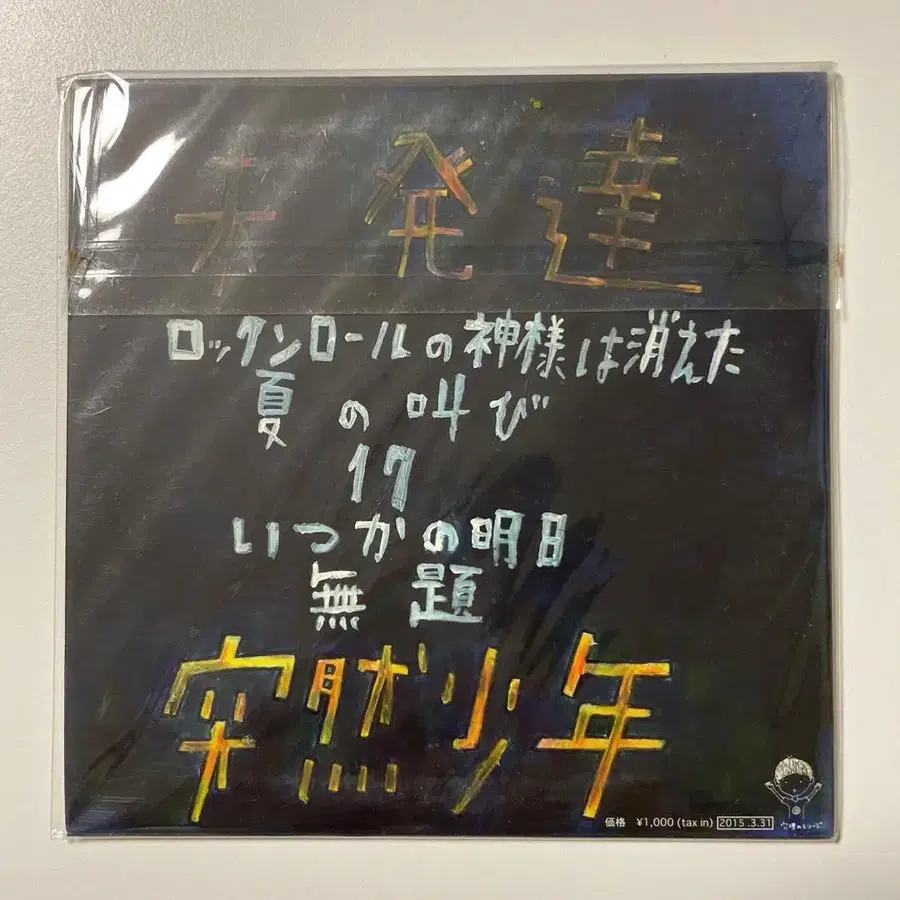 未発達
ロックンロールの神様は消えた
夏の叫び
17
いつかの明日
無題
突然少年
価格 ¥1,000 (tax in) 2015.3.31